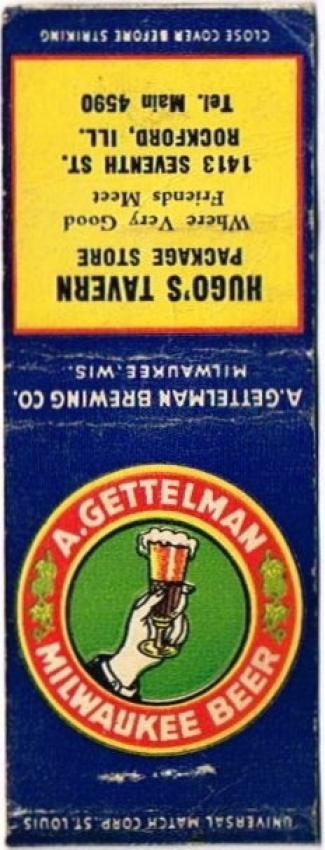 HUGO'S TAVERN
PACKAGE STORE
Where Very Good
Friends Meet
1413 SEVENTH ST.
ROCKFORD, ILL.
Tel. Main 4590
CLOSE COVER BEFORE STRIKING
A. GETTELMAN BREWING CO.
MILWAUKEE, WIS.
A. GETTELMAN
MILWAUKEE BEER
UNIVERSAL MATCH CORP. ST. LOUIS